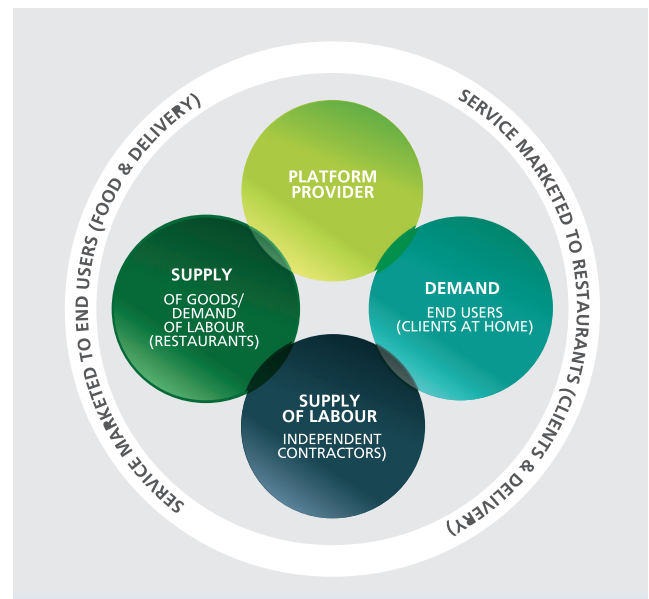 SERVICE MARKETED TO END USERS (FOOD & DELIVERY)
SERVICE MARKETED TO RESTAURANTS (CLIENTS & DELIVERY)
PLATFORM
PROVIDER
SUPPLY
OF GOODS/
DEMAND
OF LABOUR
(RESTAURANTS)
DEMAND
END USERS
(CLIENTS AT HOME)
SUPPLY
OF LABOUR
INDEPENDENT
CONTRACTORS)